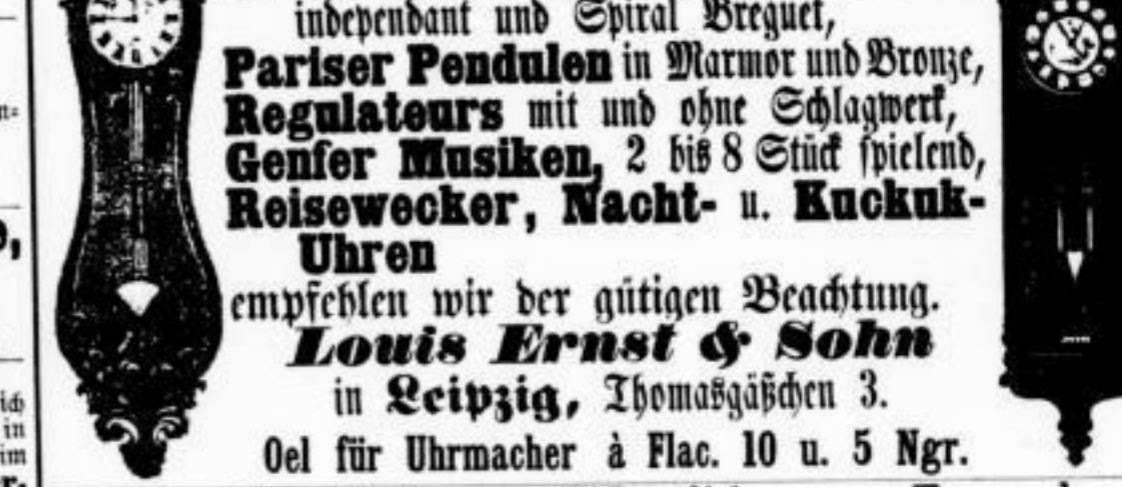 independant und Spiral Breguet,
Pariser Pendulen in Marmor und Bronze,
Regulateurs mit und ohne Schlagwerk,
Genfer Musiken, 2 bis 8 Stück spielend,
Reisewecker, Nacht- u. Kuckuk-
Uhren
empfehlen wir der gütigen Beachtung.
Louis Ernst & Sohn
in Leipzig, Thomasgäßchen 3.
Oel für Uhrmacher à Flac. 10 u. 5 Ngr.